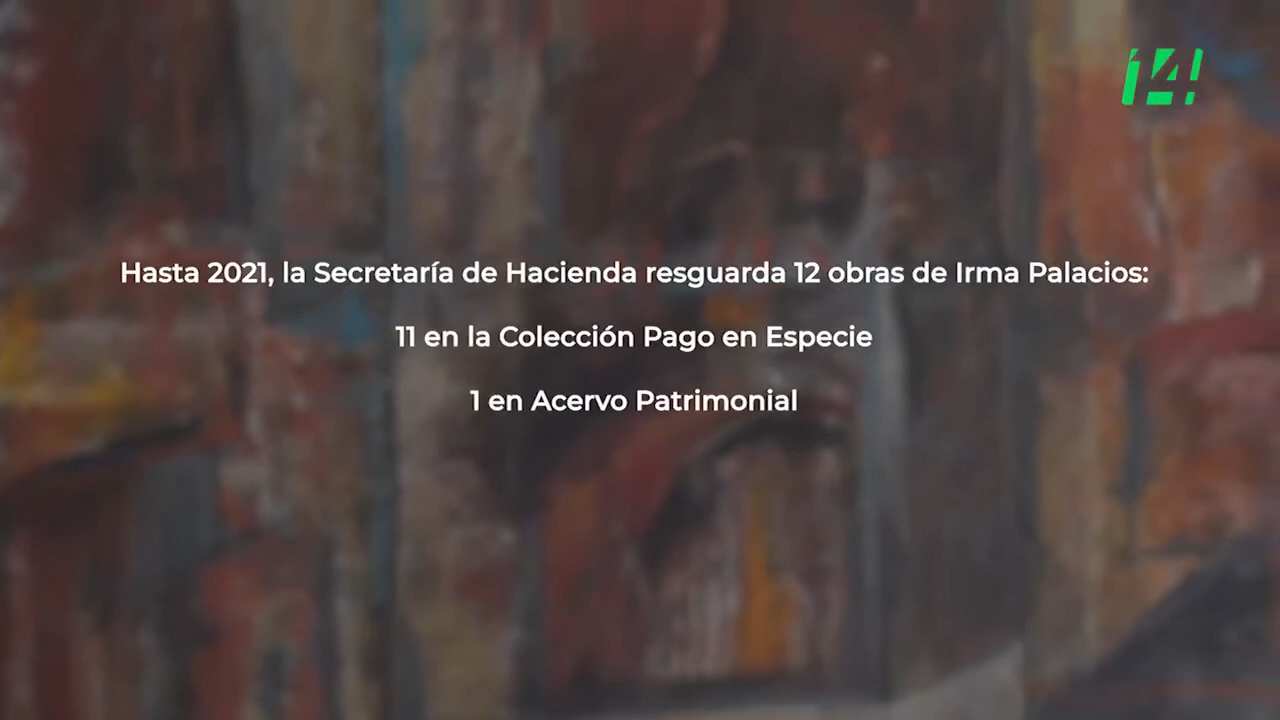 14
Hasta 2021, la Secretaría de Hacienda resguarda 12 obras de Irma Palacios:
11 en la Colección Pago en Especie
1 en Acervo Patrimonial